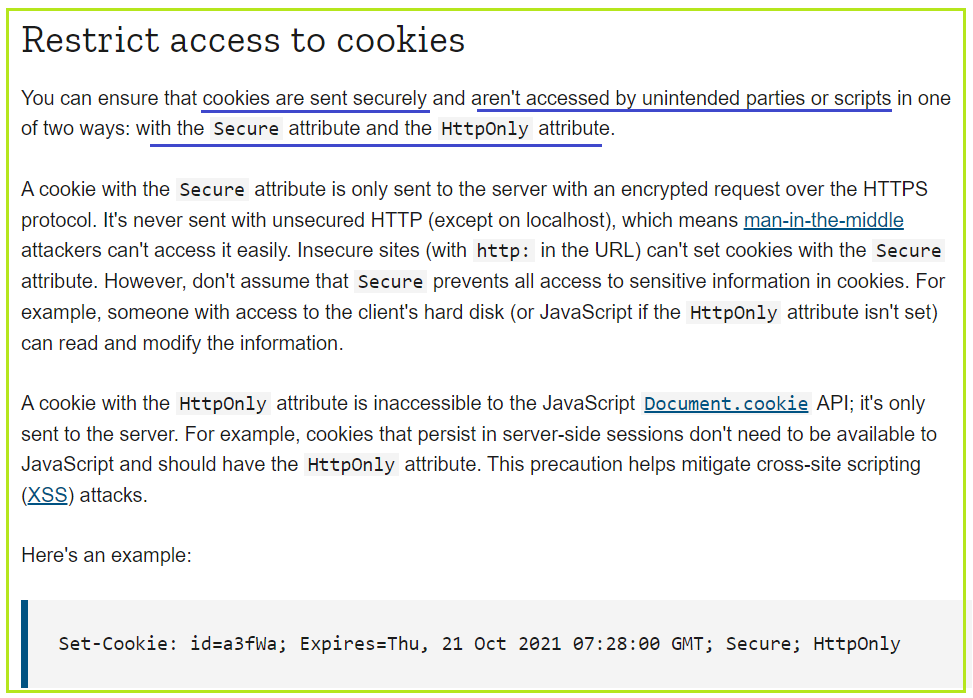 Restrict access to cookies
You can ensure that cookies are sent securely and aren't accessed by unintended parties or scripts in one
of two ways: with the Secure attribute and the HttpOnly attribute.
A cookie with the Secure attribute is only sent to the server with an encrypted request over the HTTPS
protocol. It's never sent with unsecured HTTP (except on localhost), which means man-in-the-middle
attackers can't access it easily. Insecure sites (with http: in the URL) can't set cookies with the Secure
attribute. However, don't assume that Secure prevents all access to sensitive information in cookies. For
example, someone with access to the client's hard disk (or JavaScript if the HttpOnly attribute isn't set)
can read and modify the information.
A cookie with the HttpOnly attribute is inaccessible to the JavaScript Document.cookie API; it's only
sent to the server. For example, cookies that persist in server-side sessions don't need to be available to
JavaScript and should have the HttpOnly attribute. This precaution helps mitigate cross-site scripting
(XSS) attacks.
Here's an example:
Set-Cookie: id=a3fWa; Expires=Thu, 21 Oct 2021 07:28:00 GMT; Secure; HttpOnly